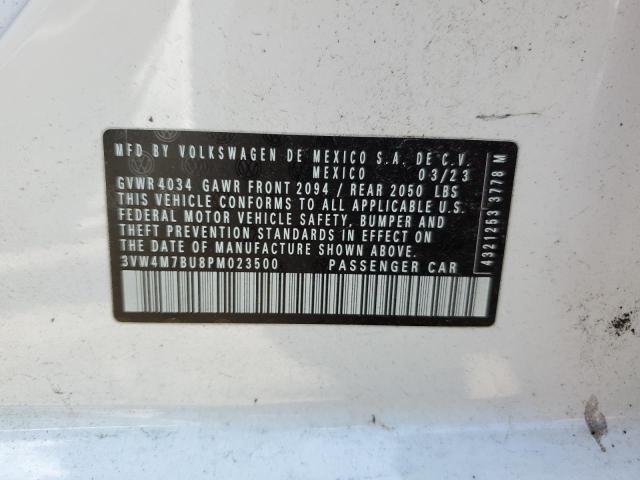 MFD BY VOLKSWAGEN DE MEXICO S.A. DE C.V.
MEXICO 03/23
GVWR 4034 GAWR FRONT 2094 / REAR 2050 LBS
THIS VEHICLE CONFORMS TO ALL APPLICABLE U.S.
FEDERAL MOTOR VEHICLE SAFETY, BUMPER AND
THEFT PREVENTION STANDARDS IN EFFECT ON
THE DATE OF MANUFACTURE SHOWN ABOVE.
3VW4M7BU8PM023500 PASSENGER CAR
4321253 3778 M